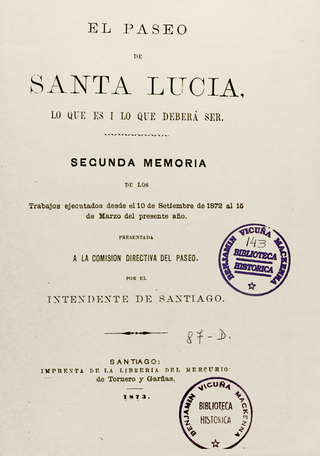 EL PASEO
DE
SANTA LUCIA,
LO QUE ES I LO QUE DEBERÁ SER.
SEGUNDA MEMORIA
DE LOS
Trabajos ejecutados desde el 10 de Setiembre de 1872 al 15
de Marzo del presente año.
PRESENTADA
A LA COMISION DIRECTIVA DEL PASEO.
POR EL
INTENDENTE DE SANTIAGO.
BENJAMIN VICUÑA MACKENNA
143
BIBLIOTECA
HISTORICA
87-D.
SANTIAGO:
IMPRENTA DE LA LIBRERIA DEL MERCURIO
de Tornero y Garfias,
1873.
BENJAMIN VICUÑA MACKENNA
BIBLIOTECA
HISTORICA